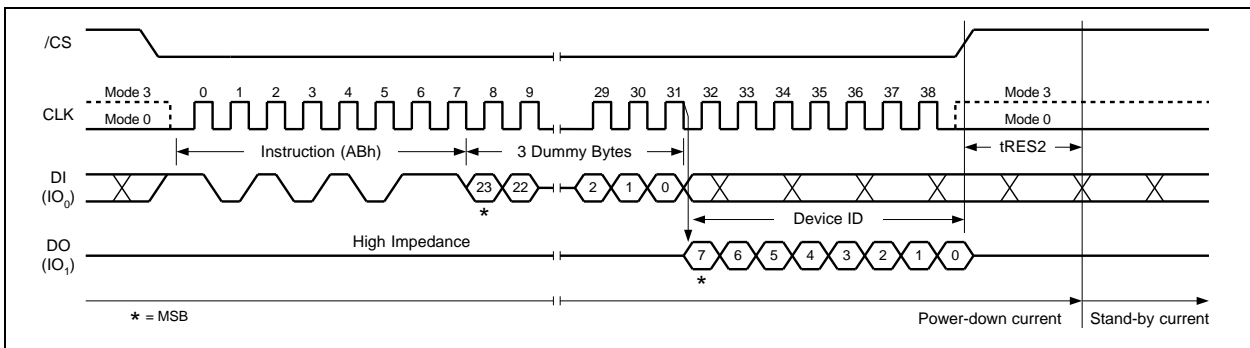 /CS
Mode 3 0 1 2 3 4 5 6 7 8 9 29 30 31 32 33 34 35 36 37 38 Mode 3
CLK
Mode 0 Mode 0
Instruction (ABh) 3 Dummy Bytes tRES2
DI
(IO0) 23 22 2 1 0
* Device ID
High Impedance
DO
(IO1) 7 6 5 4 3 2 1 0
*
* = MSB Power-down current Stand-by current